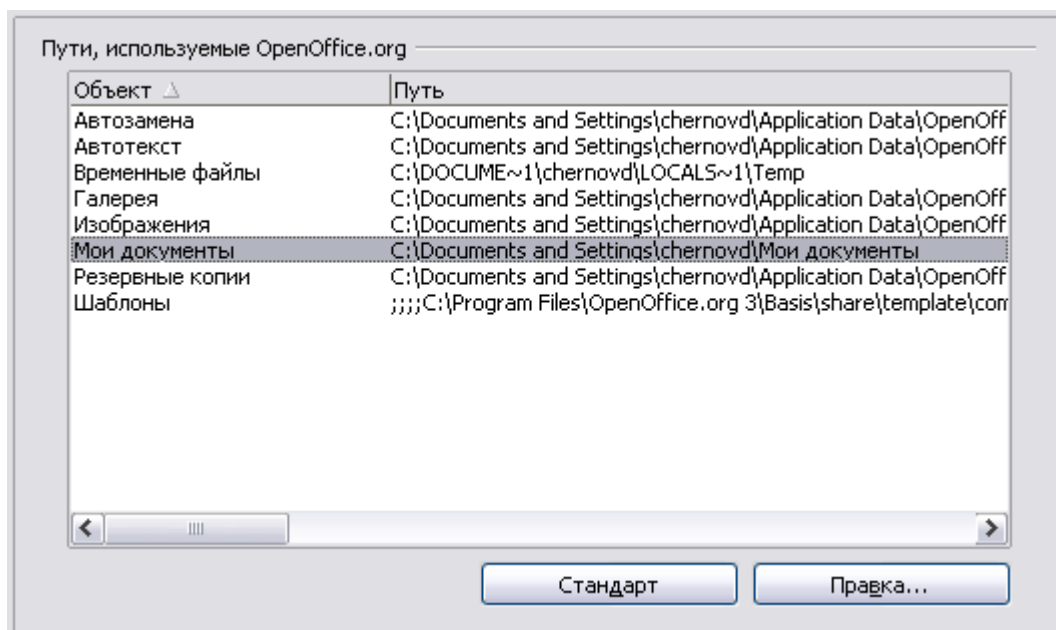 Пути, используемые OpenOffice.org
Объект Путь
Автозамена C:\Documents and Settings\chernovd\Application Data\OpenOff
Автотекст C:\Documents and Settings\chernovd\Application Data\OpenOff
Временные файлы C:\DOCUME~1\chernovd\LOCALS~1\Temp
Галерея C:\Documents and Settings\chernovd\Application Data\OpenOff
Изображения C:\Documents and Settings\chernovd\Application Data\OpenOff
Мои документы C:\Documents and Settings\chernovd\Мои документы
Резервные копии C:\Documents and Settings\chernovd\Application Data\OpenOff
Шаблоны ;;;;C:\Program Files\OpenOffice.org 3\Basis\share\template\com
Стандарт Правка...